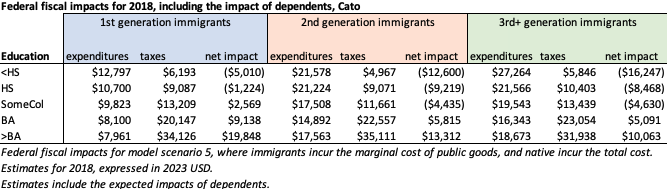 Federal fiscal impacts for 2018, including the impact of dependents, Cato
1st generation immigrants 2nd generation immigrants 3rd+ generation immigrants
Education expenditures taxes net impact expenditures taxes net impact expenditures taxes net impact
<HS $12,797 $6,193 ($5,010) $21,578 $4,967 ($12,600) $27,264 $5,846 ($16,247)
HS $10,700 $9,087 ($1,224) $21,224 $9,071 ($9,219) $21,566 $10,403 ($8,468)
SomeCol $9,823 $13,209 $2,569 $17,508 $11,661 ($4,435) $19,543 $13,439 ($4,630)
BA $8,100 $20,147 $9,138 $14,892 $22,557 $5,815 $16,343 $23,054 $5,091
>BA $7,961 $34,126 $19,848 $17,563 $35,111 $13,312 $18,673 $31,938 $10,063
Federal fiscal impacts for model scenario 5, where immigrants incur the marginal cost of public goods, and native incur the total cost.
Estimates for 2018, expressed in 2023 USD.
Estimates include the expected impacts of dependents.